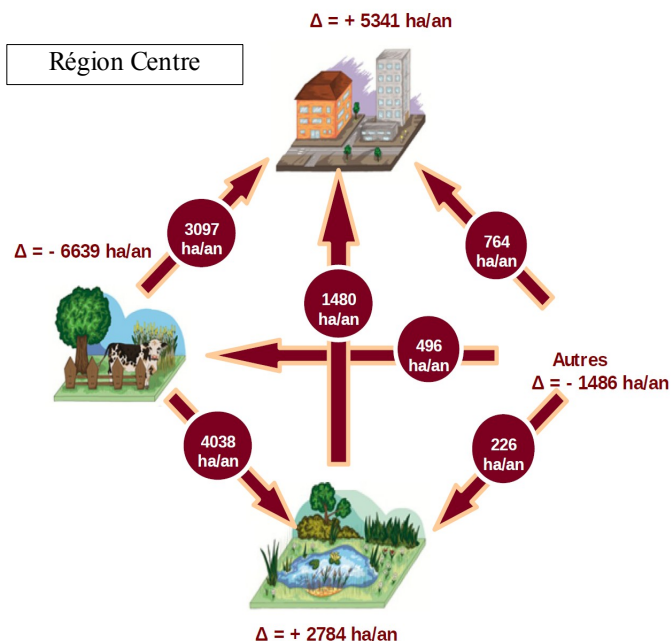 Δ = + 5341 ha/an
Région Centre
3097
ha/an
764
ha/an
Δ = - 6639 ha/an
1480
ha/an
496
ha/an
Autres
Δ = - 1486 ha/an
4038
ha/an
226
ha/an
Δ = + 2784 ha/an